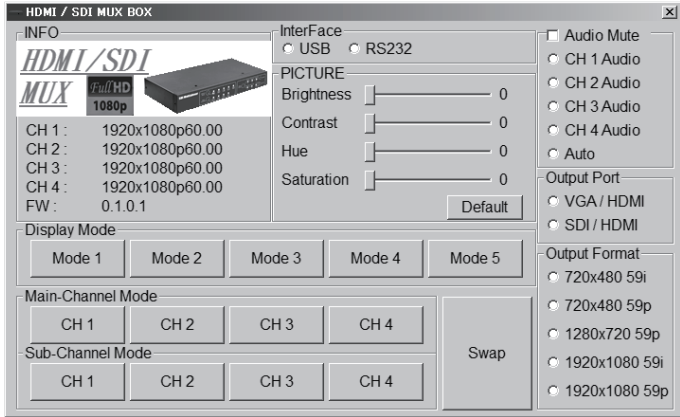 HDMI / SDI MUX BOX
INFO
HDMI/SDI
MUX
Full HD
1080p
CH 1 : 1920x1080p60.00
CH 2 : 1920x1080p60.00
CH 3 : 1920x1080p60.00
CH 4 : 1920x1080p60.00
FW : 0.1.0.1
InterFace
USB RS232
PICTURE
Brightness 0
Contrast 0
Hue 0
Saturation 0
Default
Audio Mute
CH 1 Audio
CH 2 Audio
CH 3 Audio
CH 4 Audio
Auto
Output Port
VGA / HDMI
SDI / HDMI
Output Format
720x480 59i
720x480 59p
1280x720 59p
1920x1080 59i
1920x1080 59p
Display Mode
Mode 1 Mode 2 Mode 3 Mode 4 Mode 5
Main-Channel Mode
CH 1 CH 2 CH 3 CH 4
Sub-Channel Mode
CH 1 CH 2 CH 3 CH 4
Swap